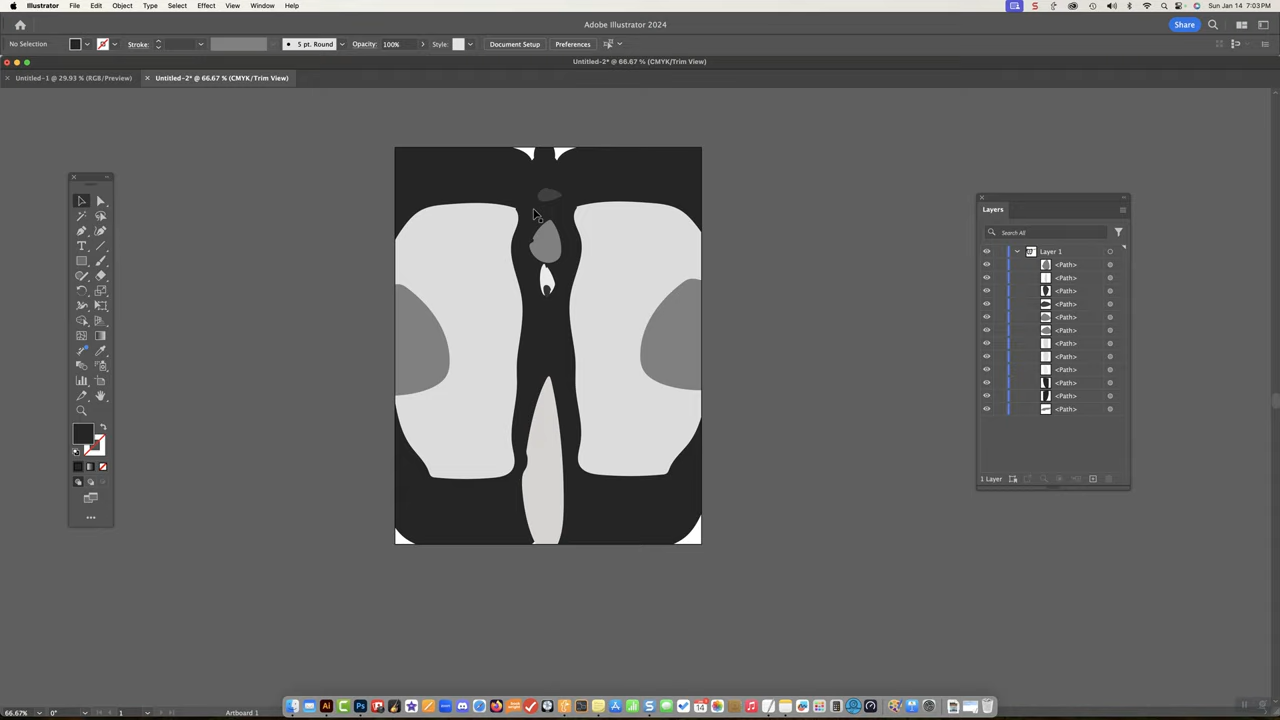 Illustrator File Edit Object Type Select Effect View Window Help
Sun Jan 14 7:03 PM
Adobe Illustrator 2024
Share
No Selection
Stroke:
5 pt. Round
Opacity: 100%
Style:
Document Setup
Preferences
Untitled-2* @ 66.67 % (CMYK/Trim View)
Untitled-1 @ 29.93 % (RGB/Preview)
Untitled-2* @ 66.67 % (CMYK/Trim View)
Layers
Search All
Layer 1
<Path>
<Path>
<Path>
<Path>
<Path>
<Path>
<Path>
<Path>
<Path>
<Path>
<Path>
<Path>
1 Layer
66.67%
0°
1
Artboard 1